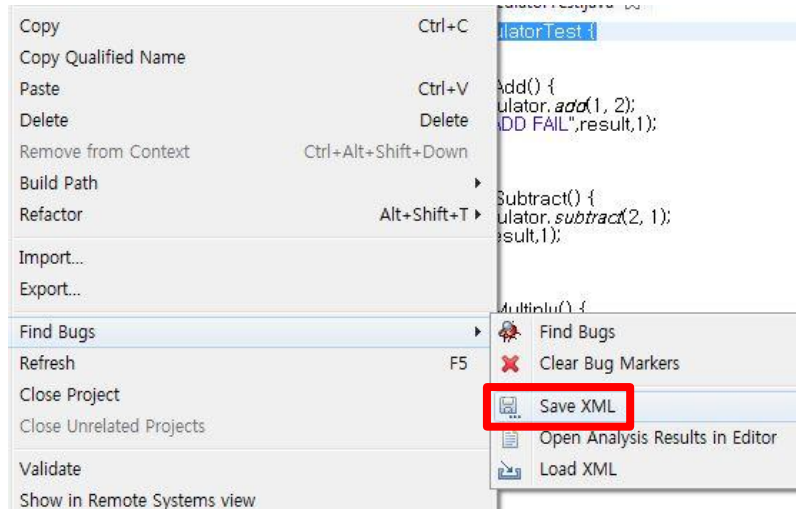 Copy Ctrl+C
Copy Qualified Name
Paste Ctrl+V
Delete Delete
Remove from Context Ctrl+Alt+Shift+Down
Build Path
Refactor Alt+Shift+T
Import...
Export...
Find Bugs
Refresh F5
Close Project
Close Unrelated Projects
Validate
Show in Remote Systems view
Find Bugs
Clear Bug Markers
Save XML
Open Analysis Results in Editor
Load XML
ulatorTest {
Add() {
ulator.add(1, 2);
ADD FAIL",result,1);
Subtract() {
ulator.subtract(2, 1);
esult,1);
Multiply() {